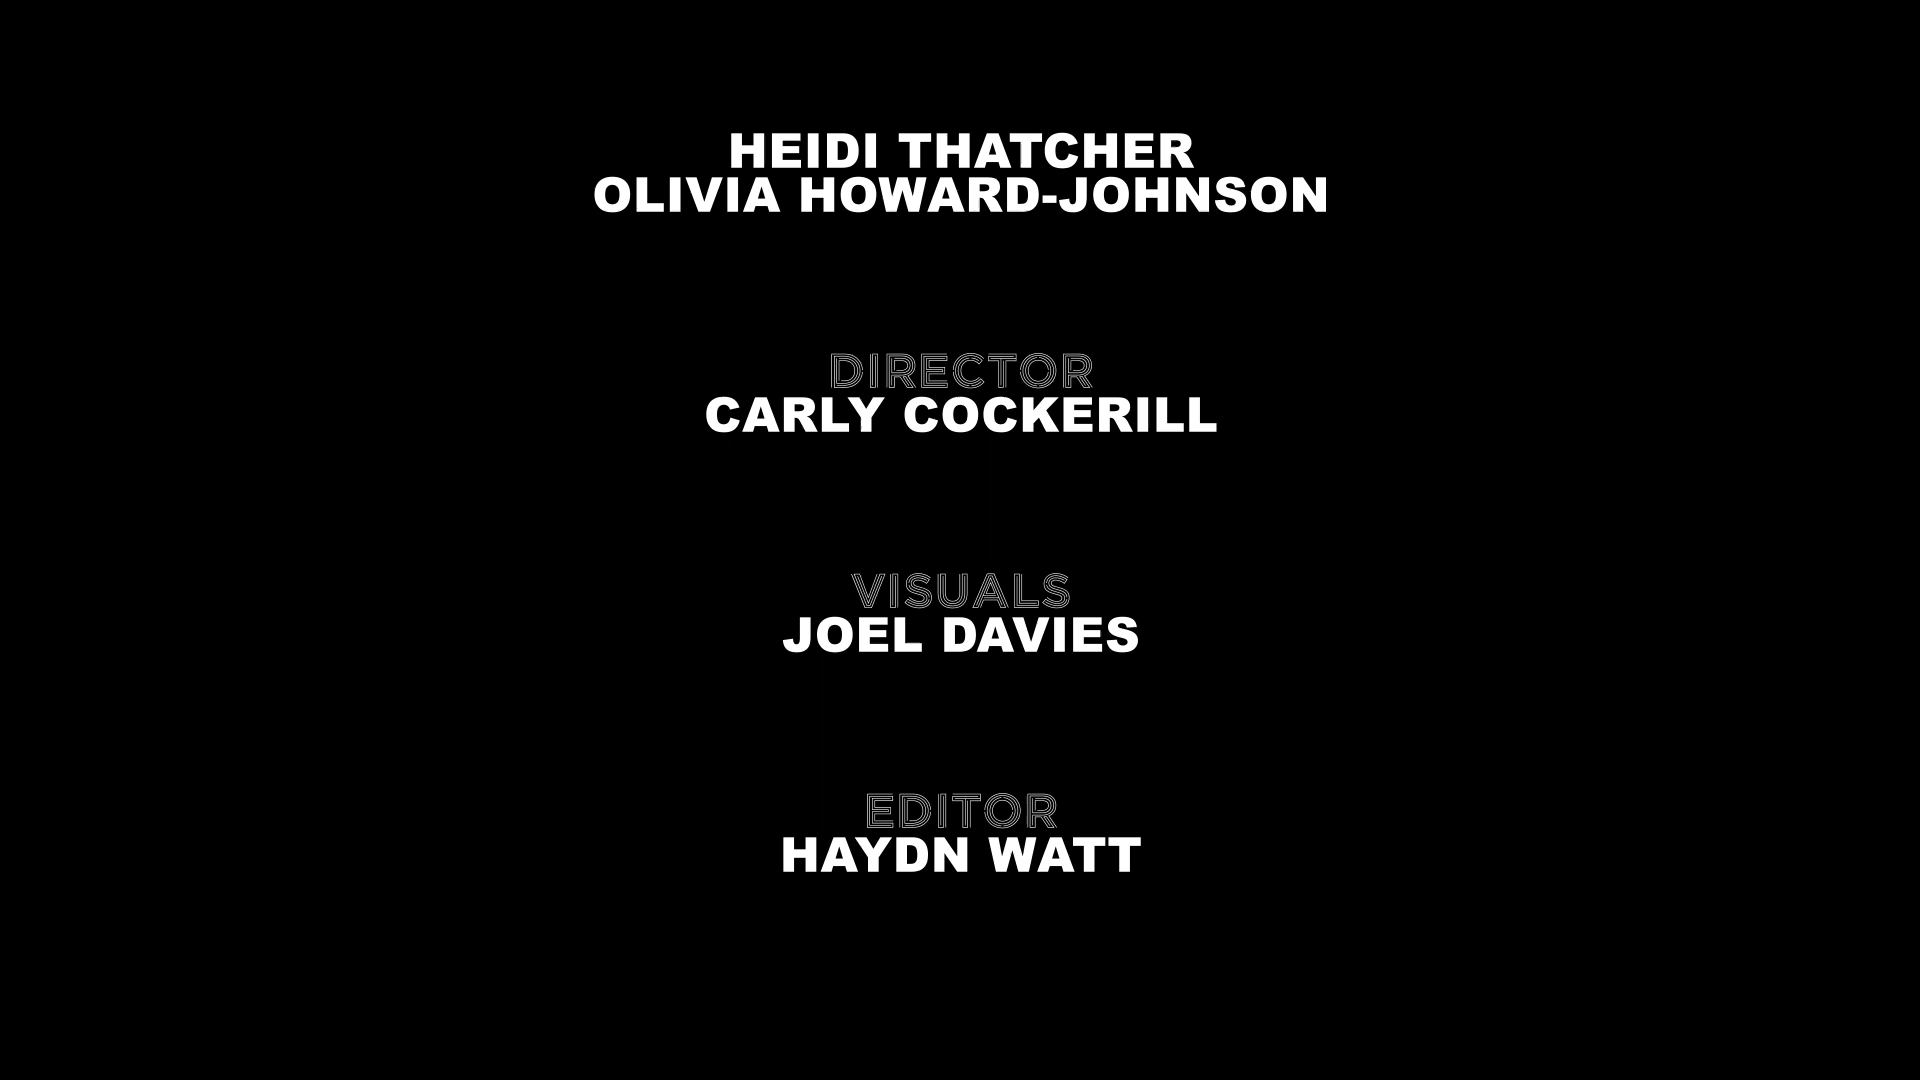 HEIDI THATCHER
OLIVIA HOWARD-JOHNSON
DIRECTOR
CARLY COCKERILL
VISUALS
JOEL DAVIES
EDITOR
HAYDN WATT